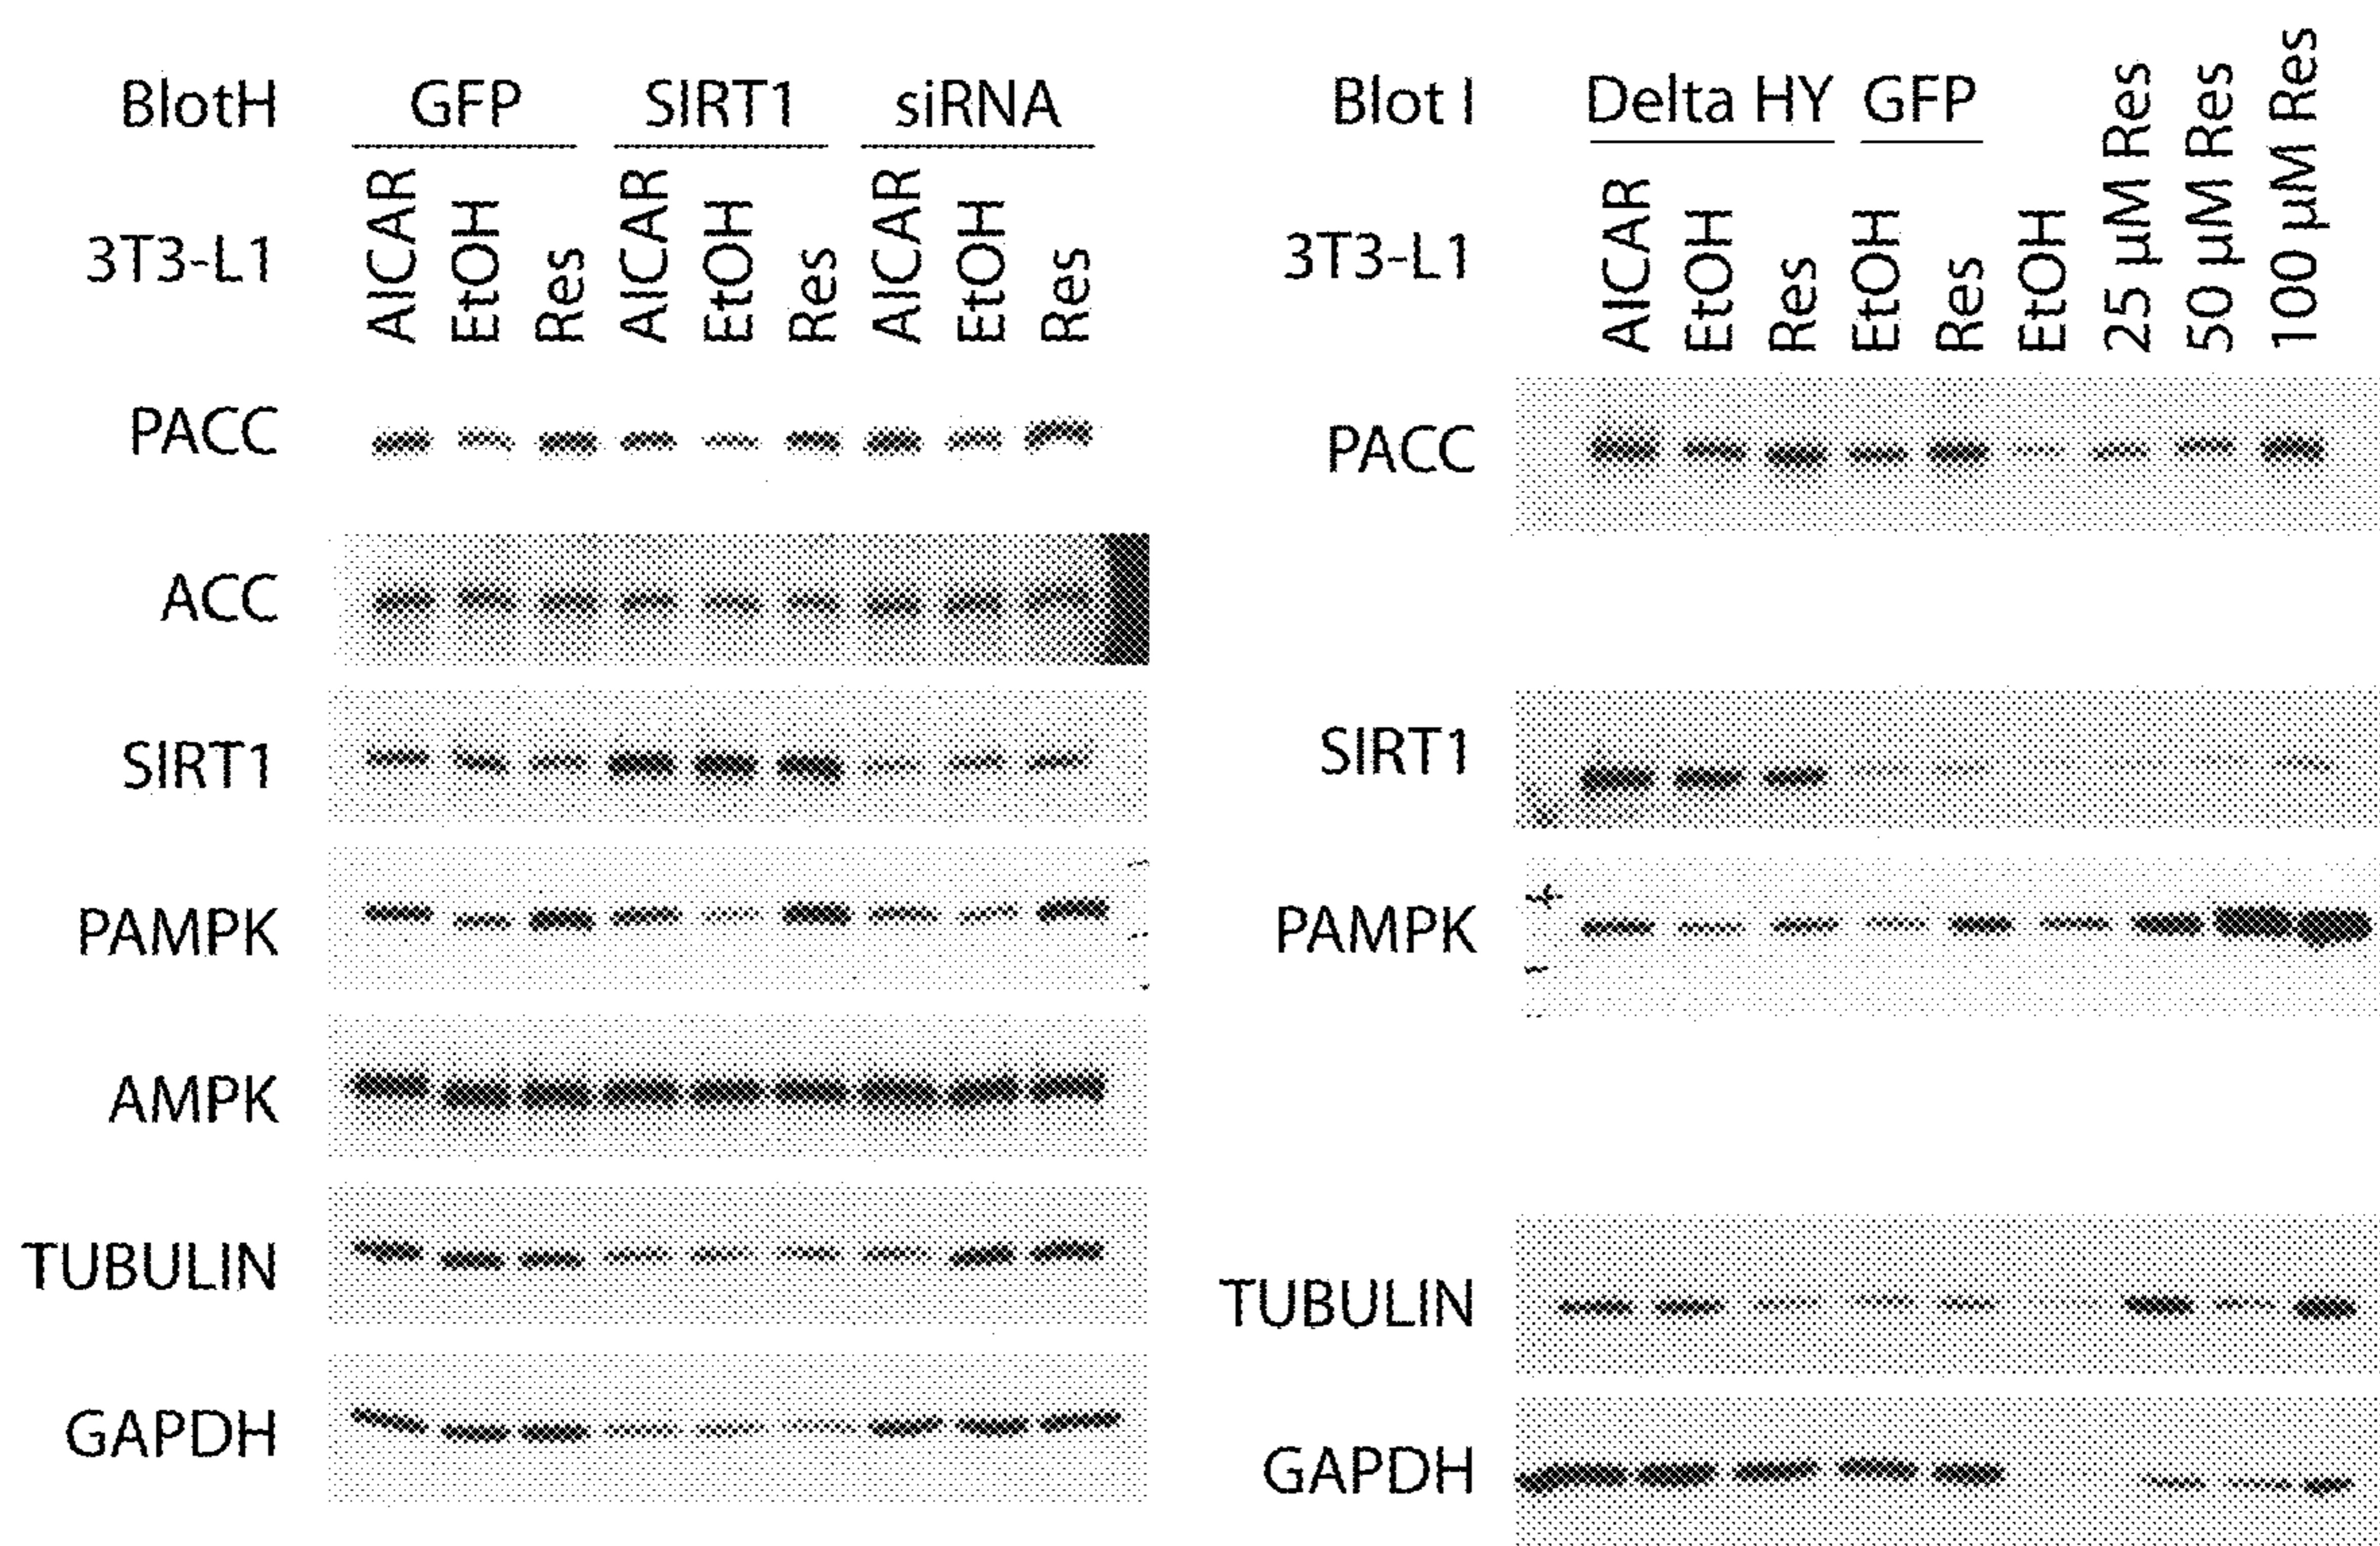 BlotH GFP SIRT1 siRNA
3T3-L1 AICAR EtOH Res AICAR EtOH Res AICAR EtOH Res
PACC
ACC
SIRT1
PAMPK
AMPK
TUBULIN
GAPDH
Blot I Delta HY GFP
3T3-L1 AICAR EtOH Res EtOH Res EtOH 25 µM Res 50 µM Res 100 µM Res
PACC
SIRT1
PAMPK
TUBULIN
GAPDH